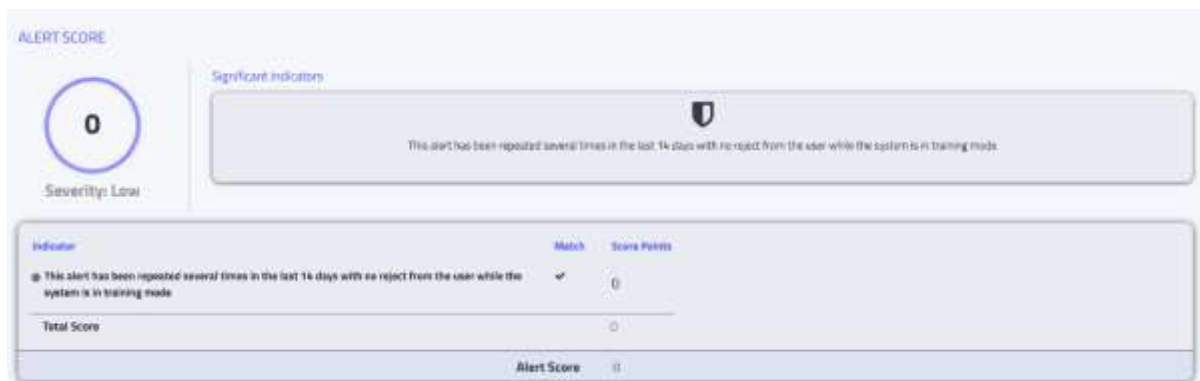 ALERT SCORE
Significant Indicators
0
This alert has been repeated several times in the last 14 days with no reject from the user while the system is in training mode
Severity: Low
Indicator Match Score Points
This alert has been repeated several times in the last 14 days with no reject from the user while the
system is in training mode
0
Total Score 0
Alert Score 0